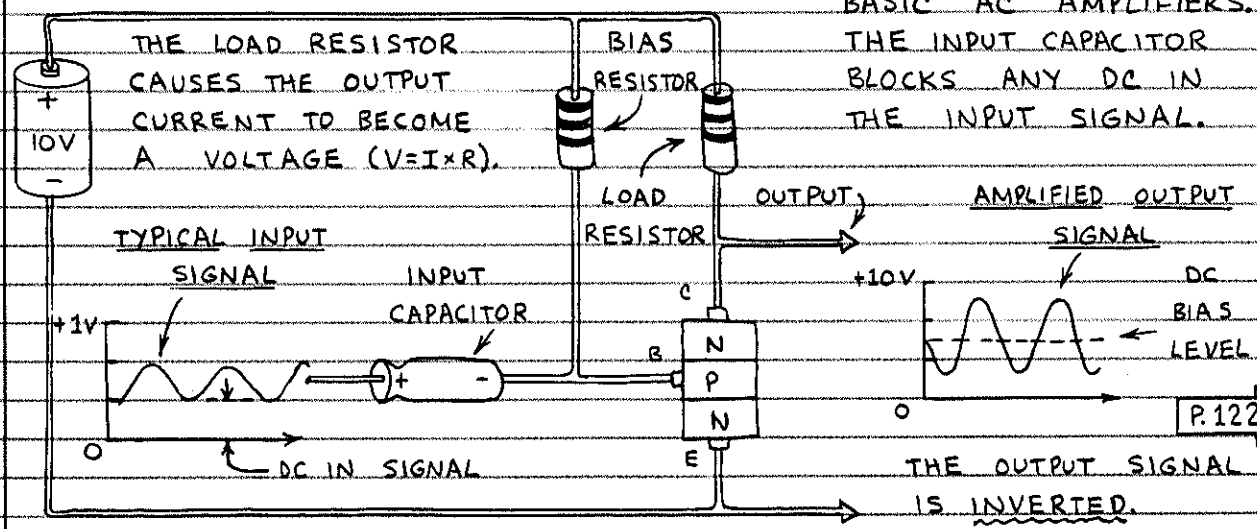 BASIC AC AMPLIFIERS.
THE INPUT CAPACITOR
BLOCKS ANY DC IN
THE INPUT SIGNAL.
THE LOAD RESISTOR
CAUSES THE OUTPUT
CURRENT TO BECOME
A VOLTAGE (V=I×R).
+
10V
-
BIAS
RESISTOR
LOAD
RESISTOR
OUTPUT
TYPICAL INPUT
SIGNAL
+1V
O
DC IN SIGNAL
INPUT
CAPACITOR
+ -
C
B
E
N
P
N
AMPLIFIED OUTPUT
SIGNAL
+10V
O
DC
BIAS
LEVEL
P.122
THE OUTPUT SIGNAL
IS INVERTED.